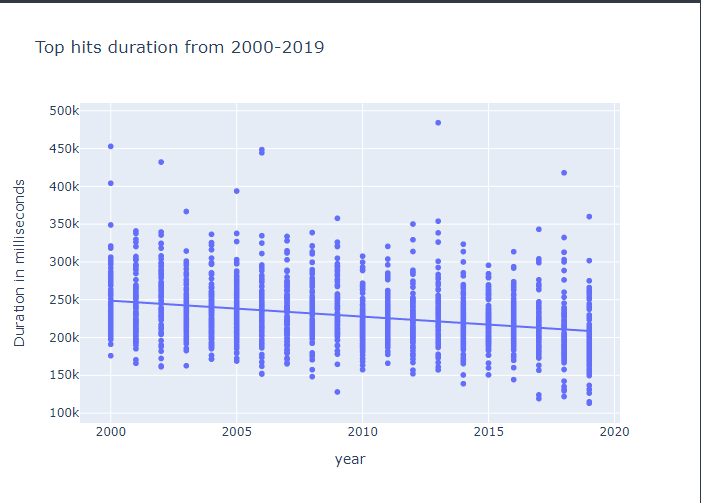 Top hits duration from 2000-2019
Duration in milliseconds
500k
450k
400k
350k
300k
250k
200k
150k
100k
2000 2005 2010 2015 2020
year